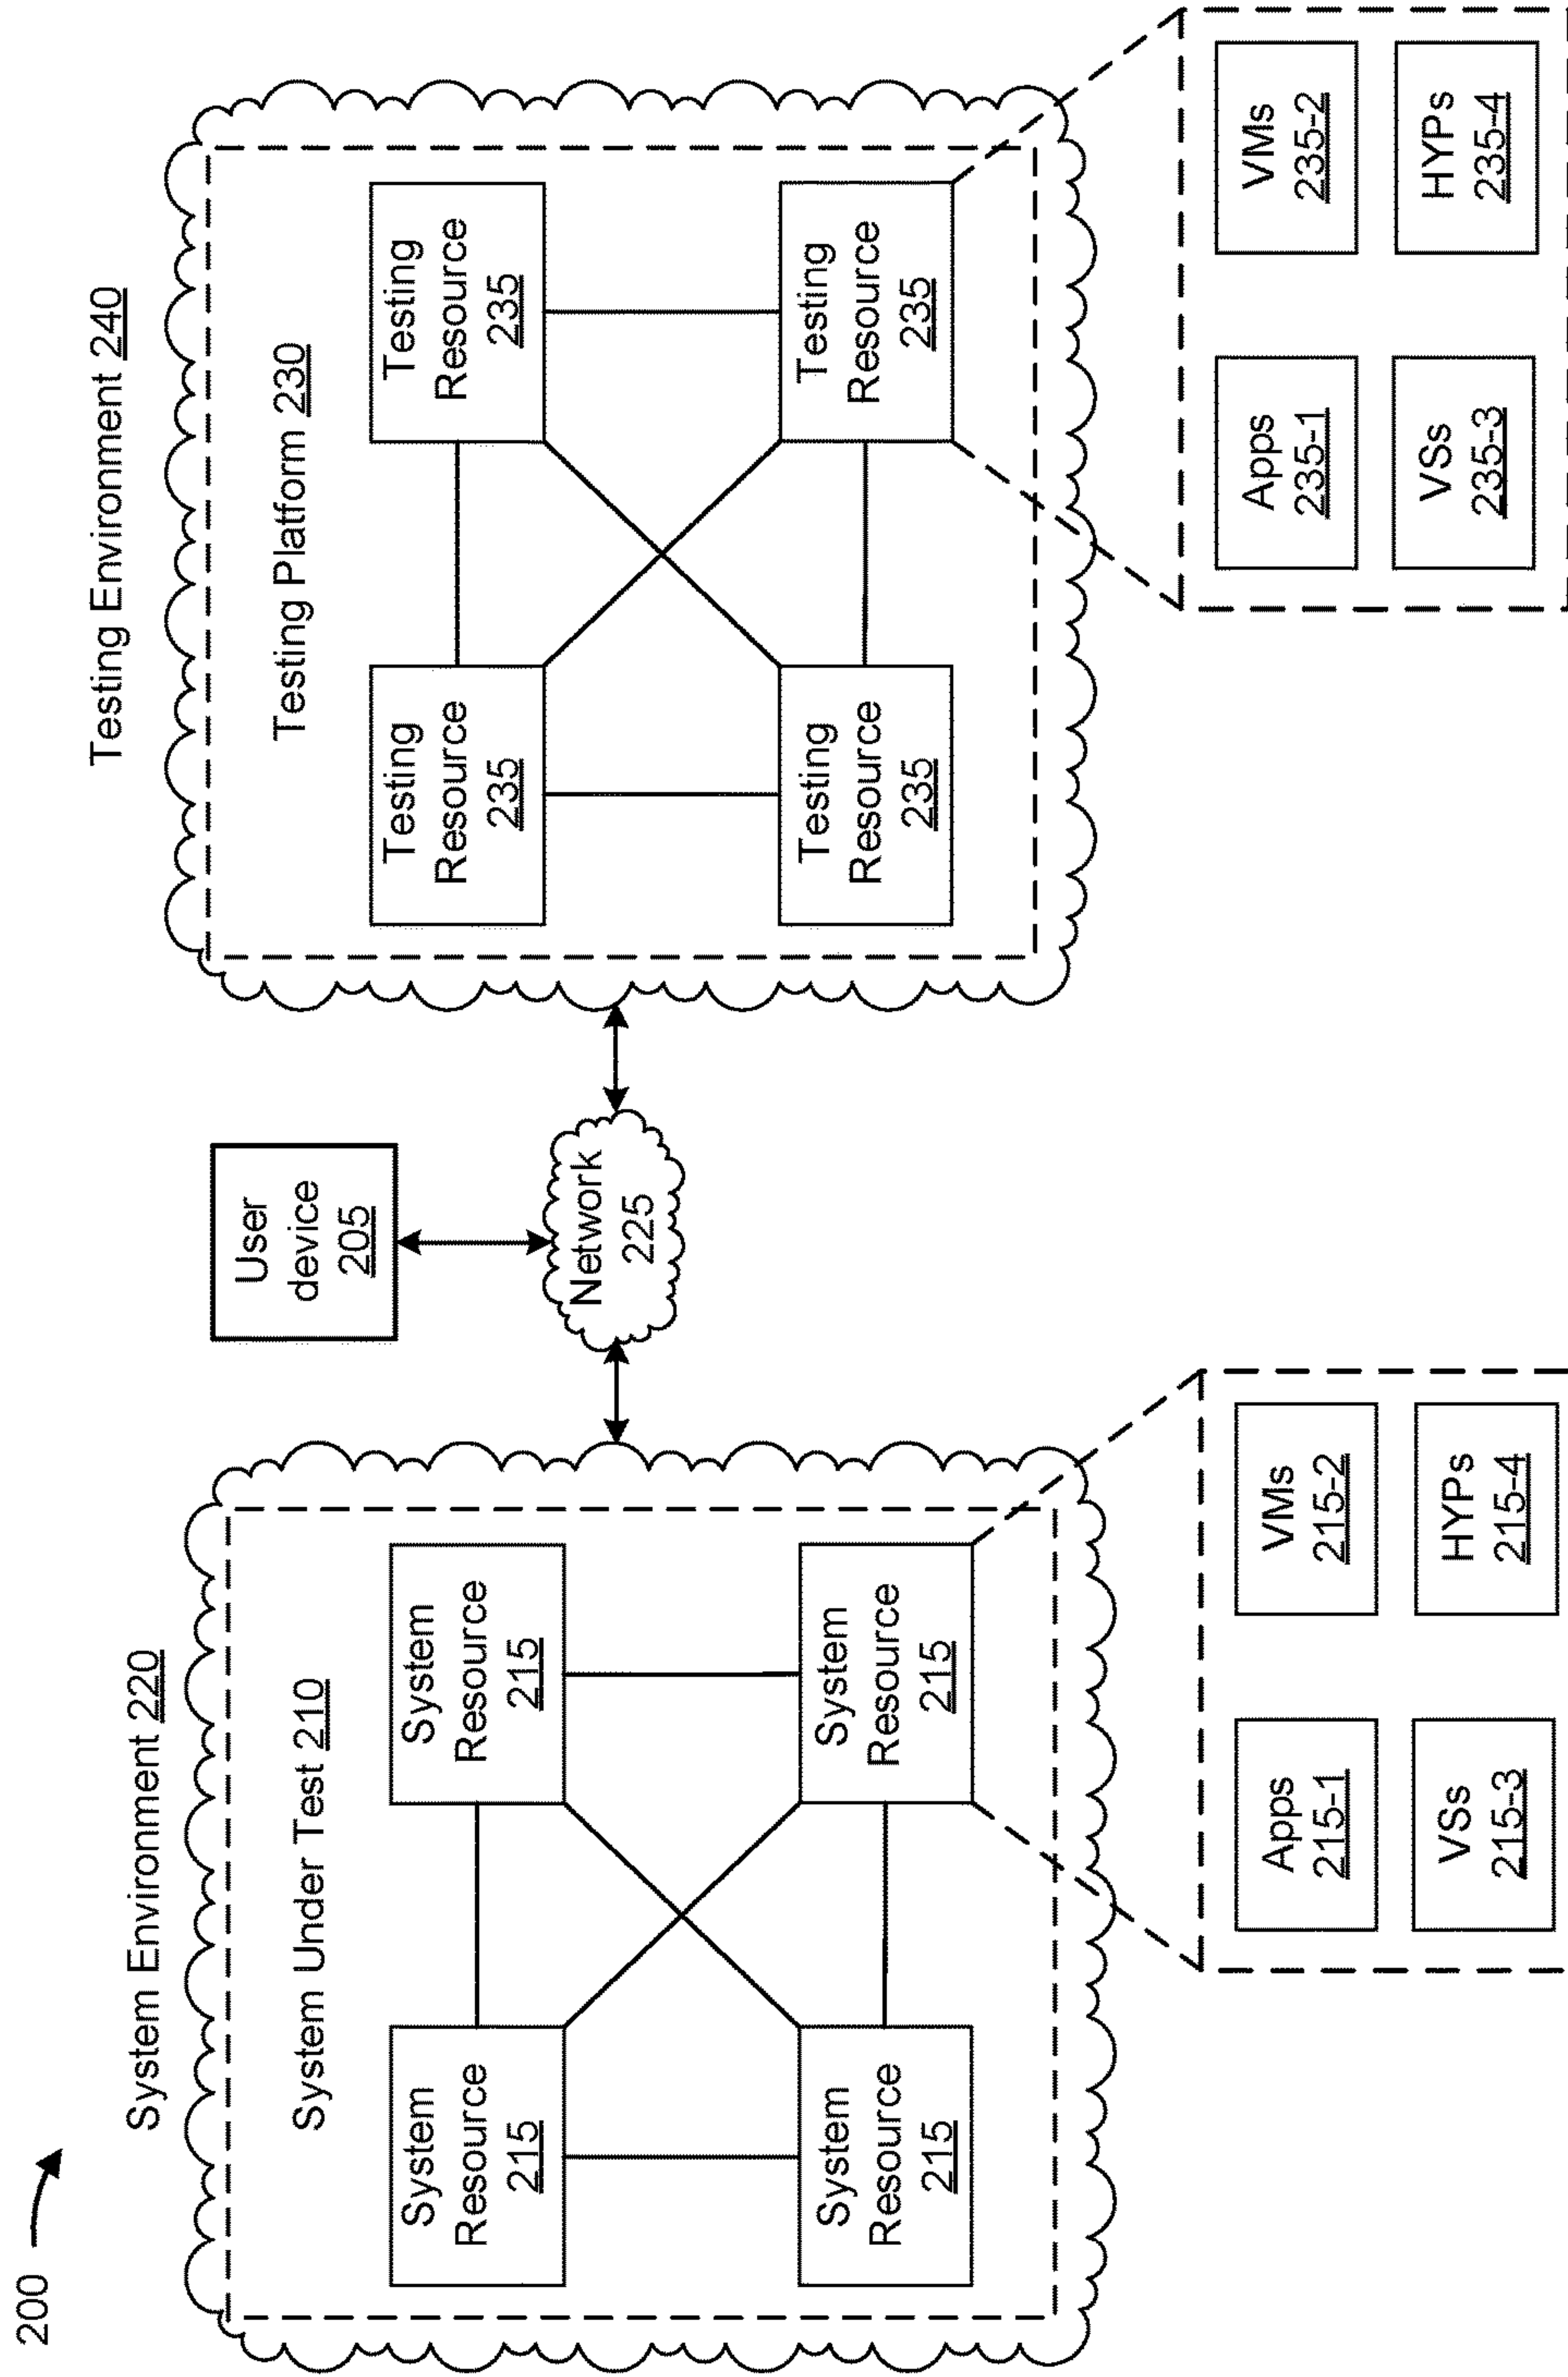 200
System Environment 220
System Under Test 210
System
Resource
215
System
Resource
215
System
Resource
215
System
Resource
215
Apps
215-1
VMs
215-2
VSs
215-3
HYPs
215-4
User
device
205
Network
225
Testing Environment 240
Testing Platform 230
Testing
Resource
235
Testing
Resource
235
Testing
Resource
235
Testing
Resource
235
Apps
235-1
VMs
235-2
VSs
235-3
HYPs
235-4